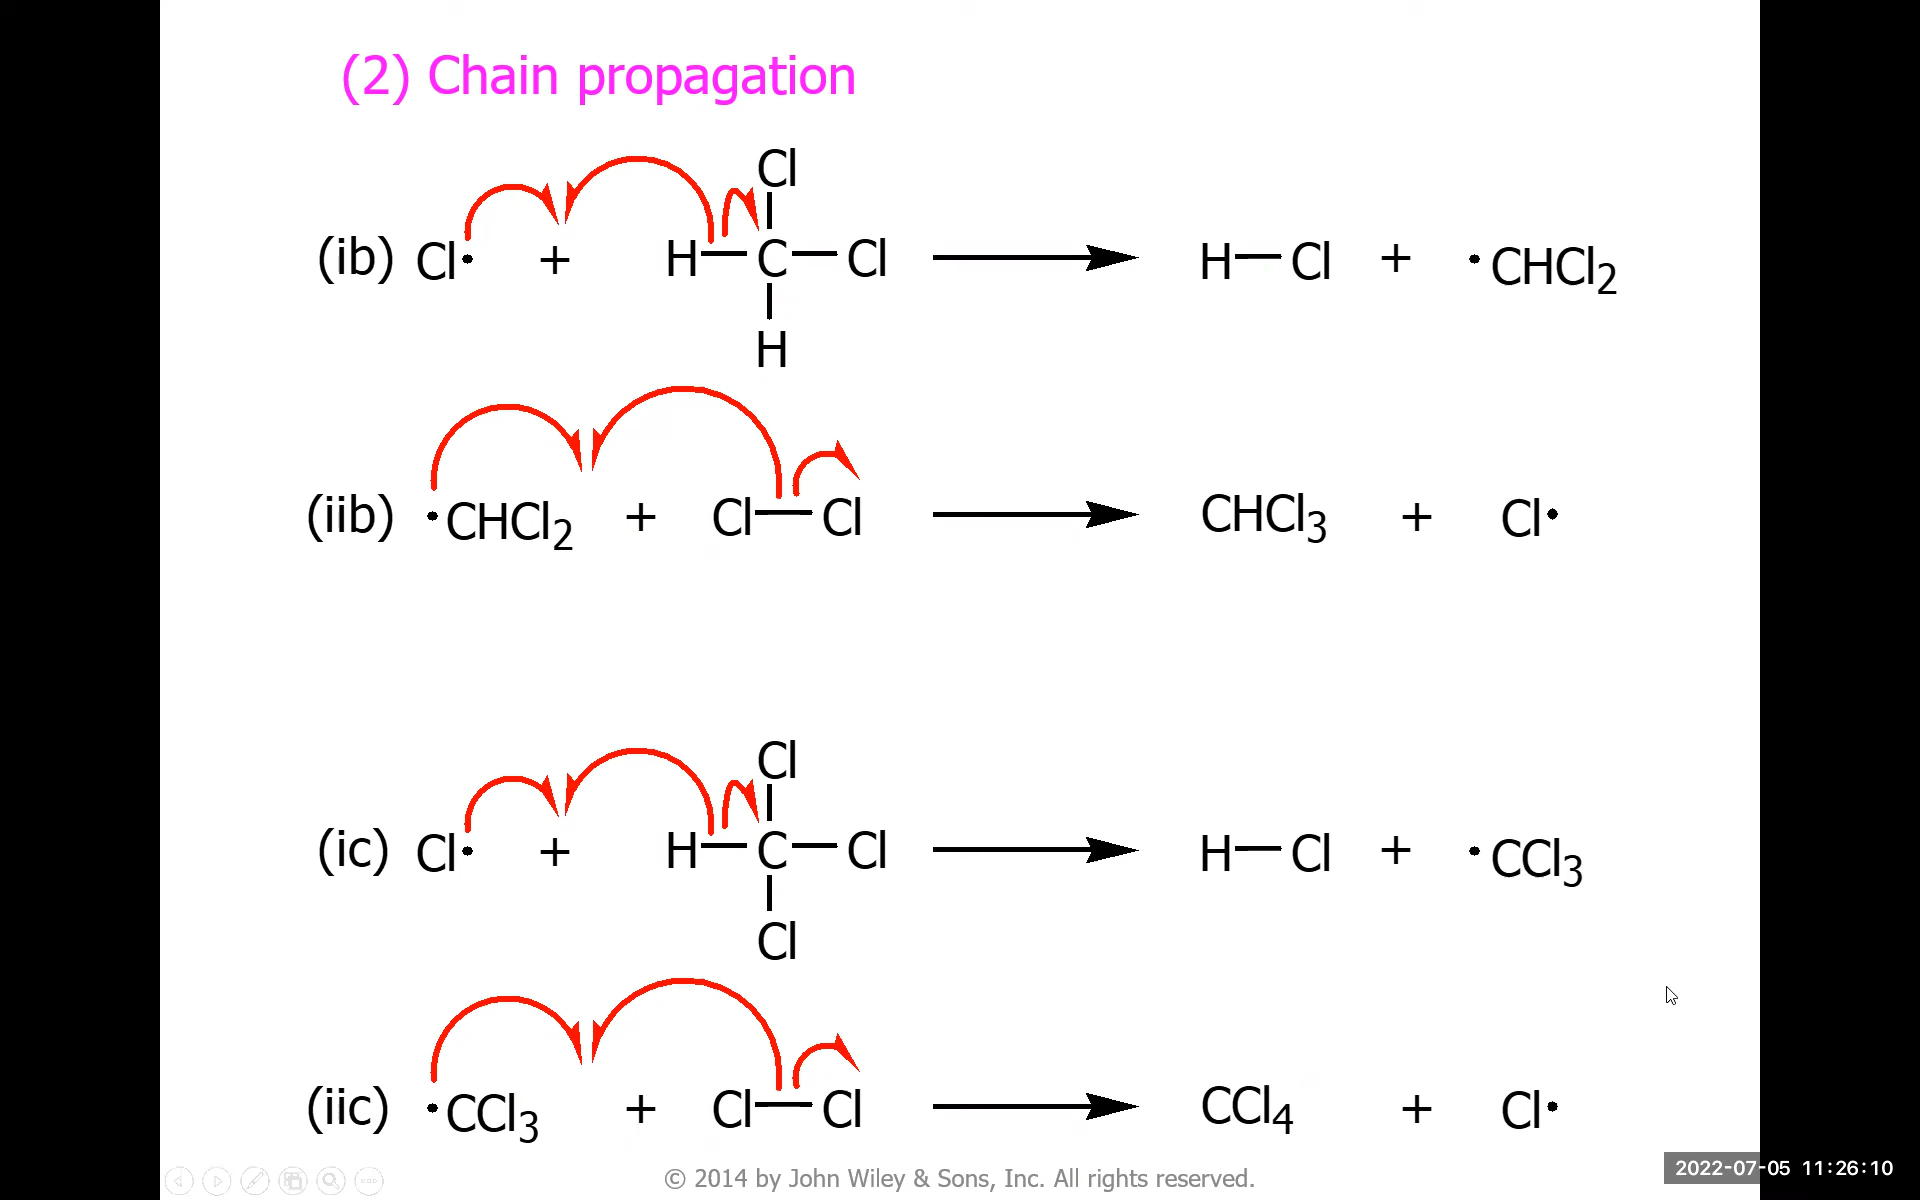 (2) Chain propagation
Cl
(ib) Cl• + H—C—Cl → H—Cl + •CHCl₂
H
(iib) •CHCl₂ + Cl—Cl → CHCl₃ + Cl•
Cl
(ic) Cl• + H—C—Cl → H—Cl + •CCl₃
Cl
(iic) •CCl₃ + Cl—Cl → CCl₄ + Cl•
© 2014 by John Wiley & Sons, Inc. All rights reserved.
2022-07-05 11:26:10